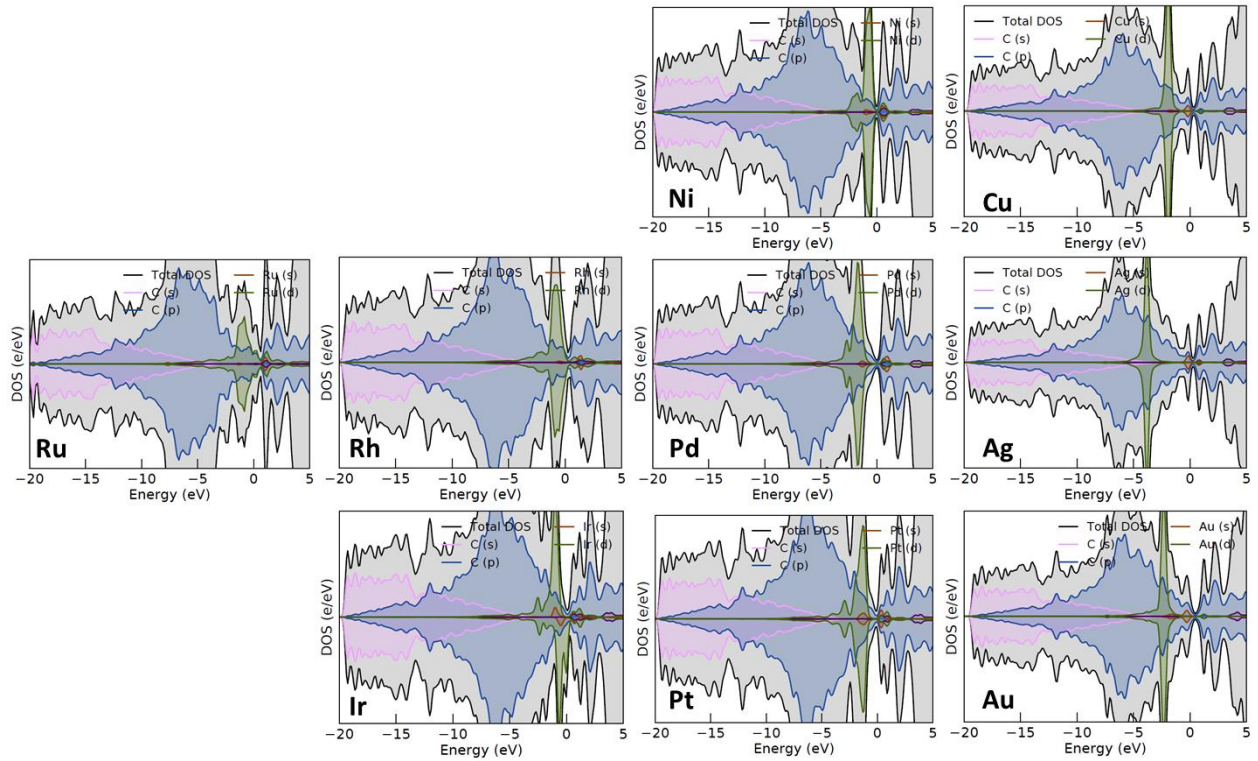 Total DOS Ni (s)
C (s) Ni (d)
C (p)
DOS (e/eV)
Ni
−20 −15 −10 −5 0 5
Energy (eV)
Total DOS Cu (s)
C (s) Cu (d)
C (p)
DOS (e/eV)
Cu
−20 −15 −10 −5 0 5
Energy (eV)
Total DOS Ru (s)
C (s) Ru (d)
C (p)
DOS (e/eV)
Ru
−20 −15 −10 −5 0 5
Energy (eV)
Total DOS Rh (s)
C (s) Rh (d)
C (p)
DOS (e/eV)
Rh
−20 −15 −10 −5 0 5
Energy (eV)
Total DOS Pd (s)
C (s) Pd (d)
C (p)
DOS (e/eV)
Pd
−20 −15 −10 −5 0 5
Energy (eV)
Total DOS Ag (s)
C (s) Ag (d)
C (p)
DOS (e/eV)
Ag
−20 −15 −10 −5 0 5
Energy (eV)
Total DOS Ir (s)
C (s) Ir (d)
C (p)
DOS (e/eV)
Ir
−20 −15 −10 −5 0 5
Energy (eV)
Total DOS Pt (s)
C (s) Pt (d)
C (p)
DOS (e/eV)
Pt
−20 −15 −10 −5 0 5
Energy (eV)
Total DOS Au (s)
C (s) Au (d)
C (p)
DOS (e/eV)
Au
−20 −15 −10 −5 0 5
Energy (eV)